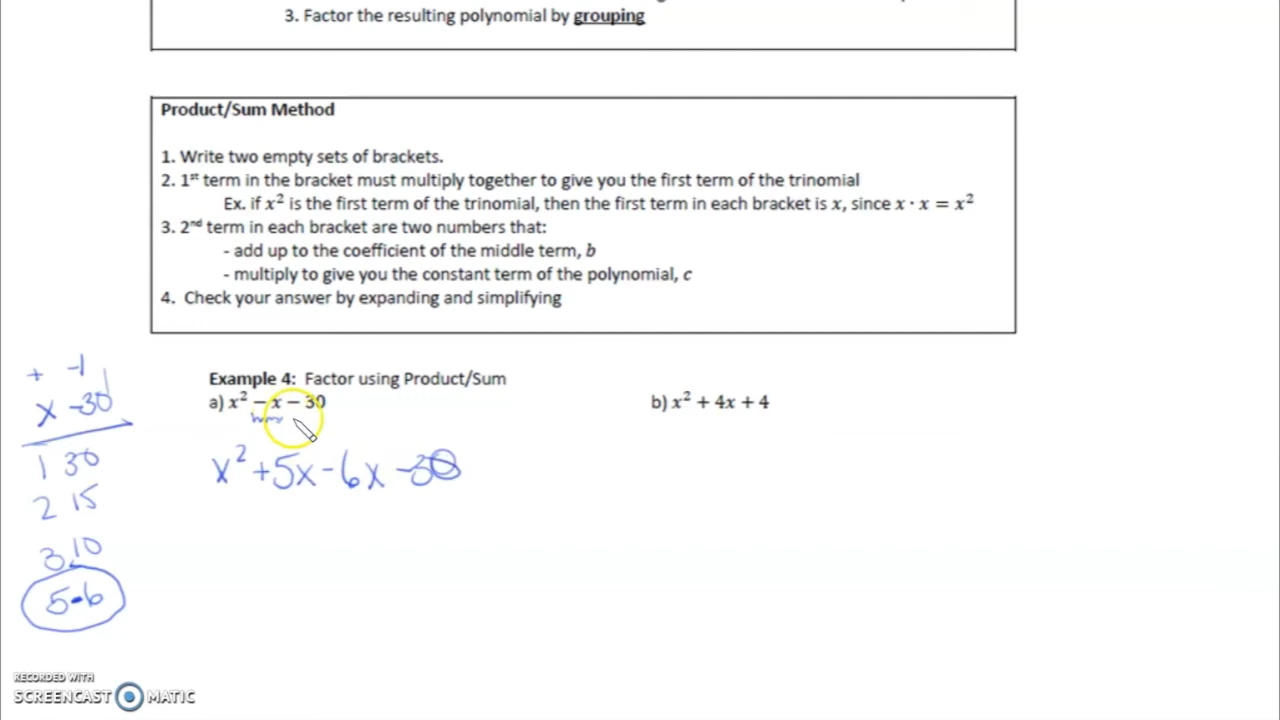 3. Factor the resulting polynomial by grouping
Product/Sum Method
1. Write two empty sets of brackets.
2. 1st term in the bracket must multiply together to give you the first term of the trinomial
Ex. if x² is the first term of the trinomial, then the first term in each bracket is x, since x · x = x²
3. 2nd term in each bracket are two numbers that:
- add up to the coefficient of the middle term, b
- multiply to give you the constant term of the polynomial, c
4. Check your answer by expanding and simplifying
Example 4: Factor using Product/Sum
a) x² − x − 30
b) x² + 4x + 4
x² + 5x - 6x - 30
+ -1
x -30
1 30
2 15
3, 10
5 -6
RECORDED WITH
SCREENCAST MATIC